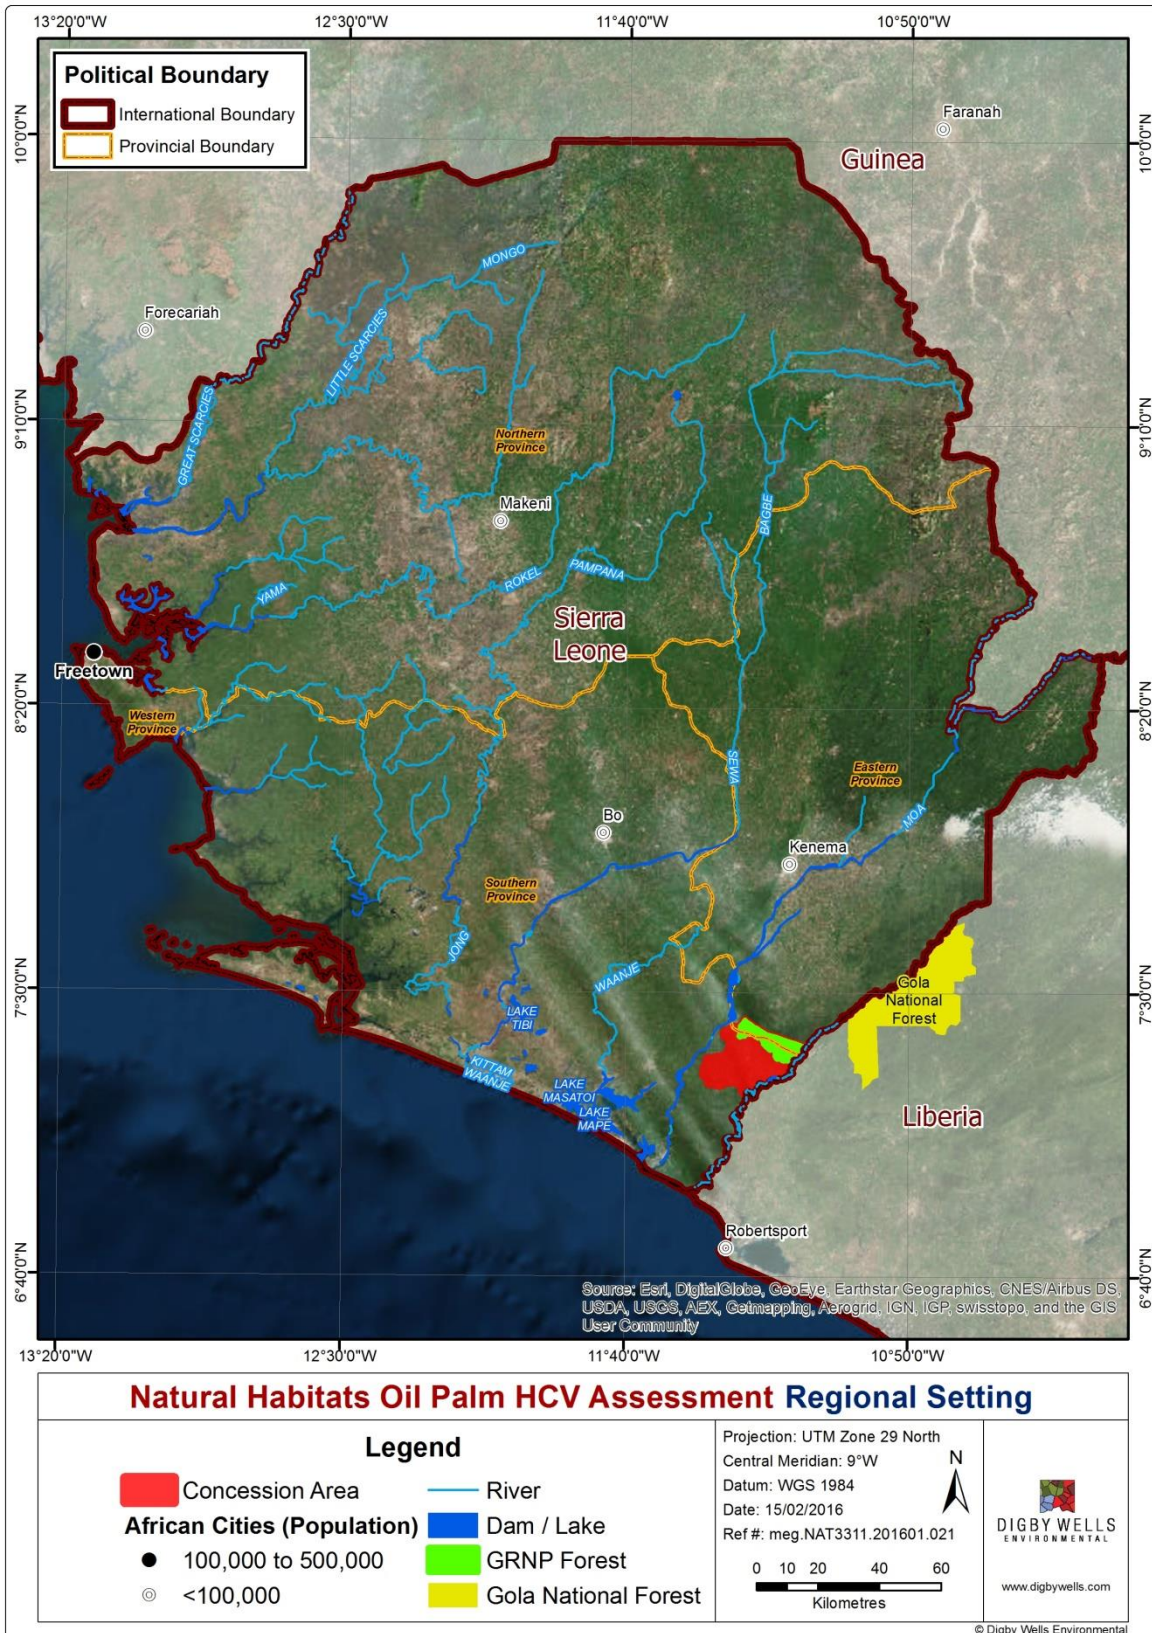 13°20'0"W
12°30'0"W
11°40'0"W
10°50'0"W
Political Boundary
International Boundary
Provincial Boundary
10°0'0"N
10°0'0"N
Faranah
Guinea
MONGO
Forecariah
LITTLE SCARCIES
GREAT SCARCIES
9°10'0"N
9°10'0"N
Northern
Province
Makeni
BAGBE
ROKEL
PAMPANA
YAMA
Sierra
Leone
Freetown
Western
Province
8°20'0"N
8°20'0"N
SEWA
Eastern
Province
MOA
Bo
Kenema
Southern
Province
JONG
WAANJE
7°30'0"N
7°30'0"N
Gola
National
Forest
LAKE
TIBI
KITTAM
WAANJE
LAKE
MASATOI
LAKE
MAPE
Liberia
Robertsport
6°40'0"N
6°40'0"N
Source: Esri, DigitalGlobe, GeoEye, Earthstar Geographics, CNES/Airbus DS,
USDA, USGS, AEX, Getmapping, Aerogrid, IGN, IGP, swisstopo, and the GIS
User Community
13°20'0"W
12°30'0"W
11°40'0"W
10°50'0"W
Natural Habitats Oil Palm HCV Assessment Regional Setting
Legend
Concession Area
African Cities (Population)
100,000 to 500,000
<100,000
River
Dam / Lake
GRNP Forest
Gola National Forest
Projection: UTM Zone 29 North
Central Meridian: 9°W
Datum: WGS 1984
Date: 15/02/2016
Ref #: meg.NAT3311.201601.021
N
0 10 20 40 60
Kilometres
DIGBY WELLS
ENVIRONMENTAL
www.digbywells.com
© Digby Wells Environmental